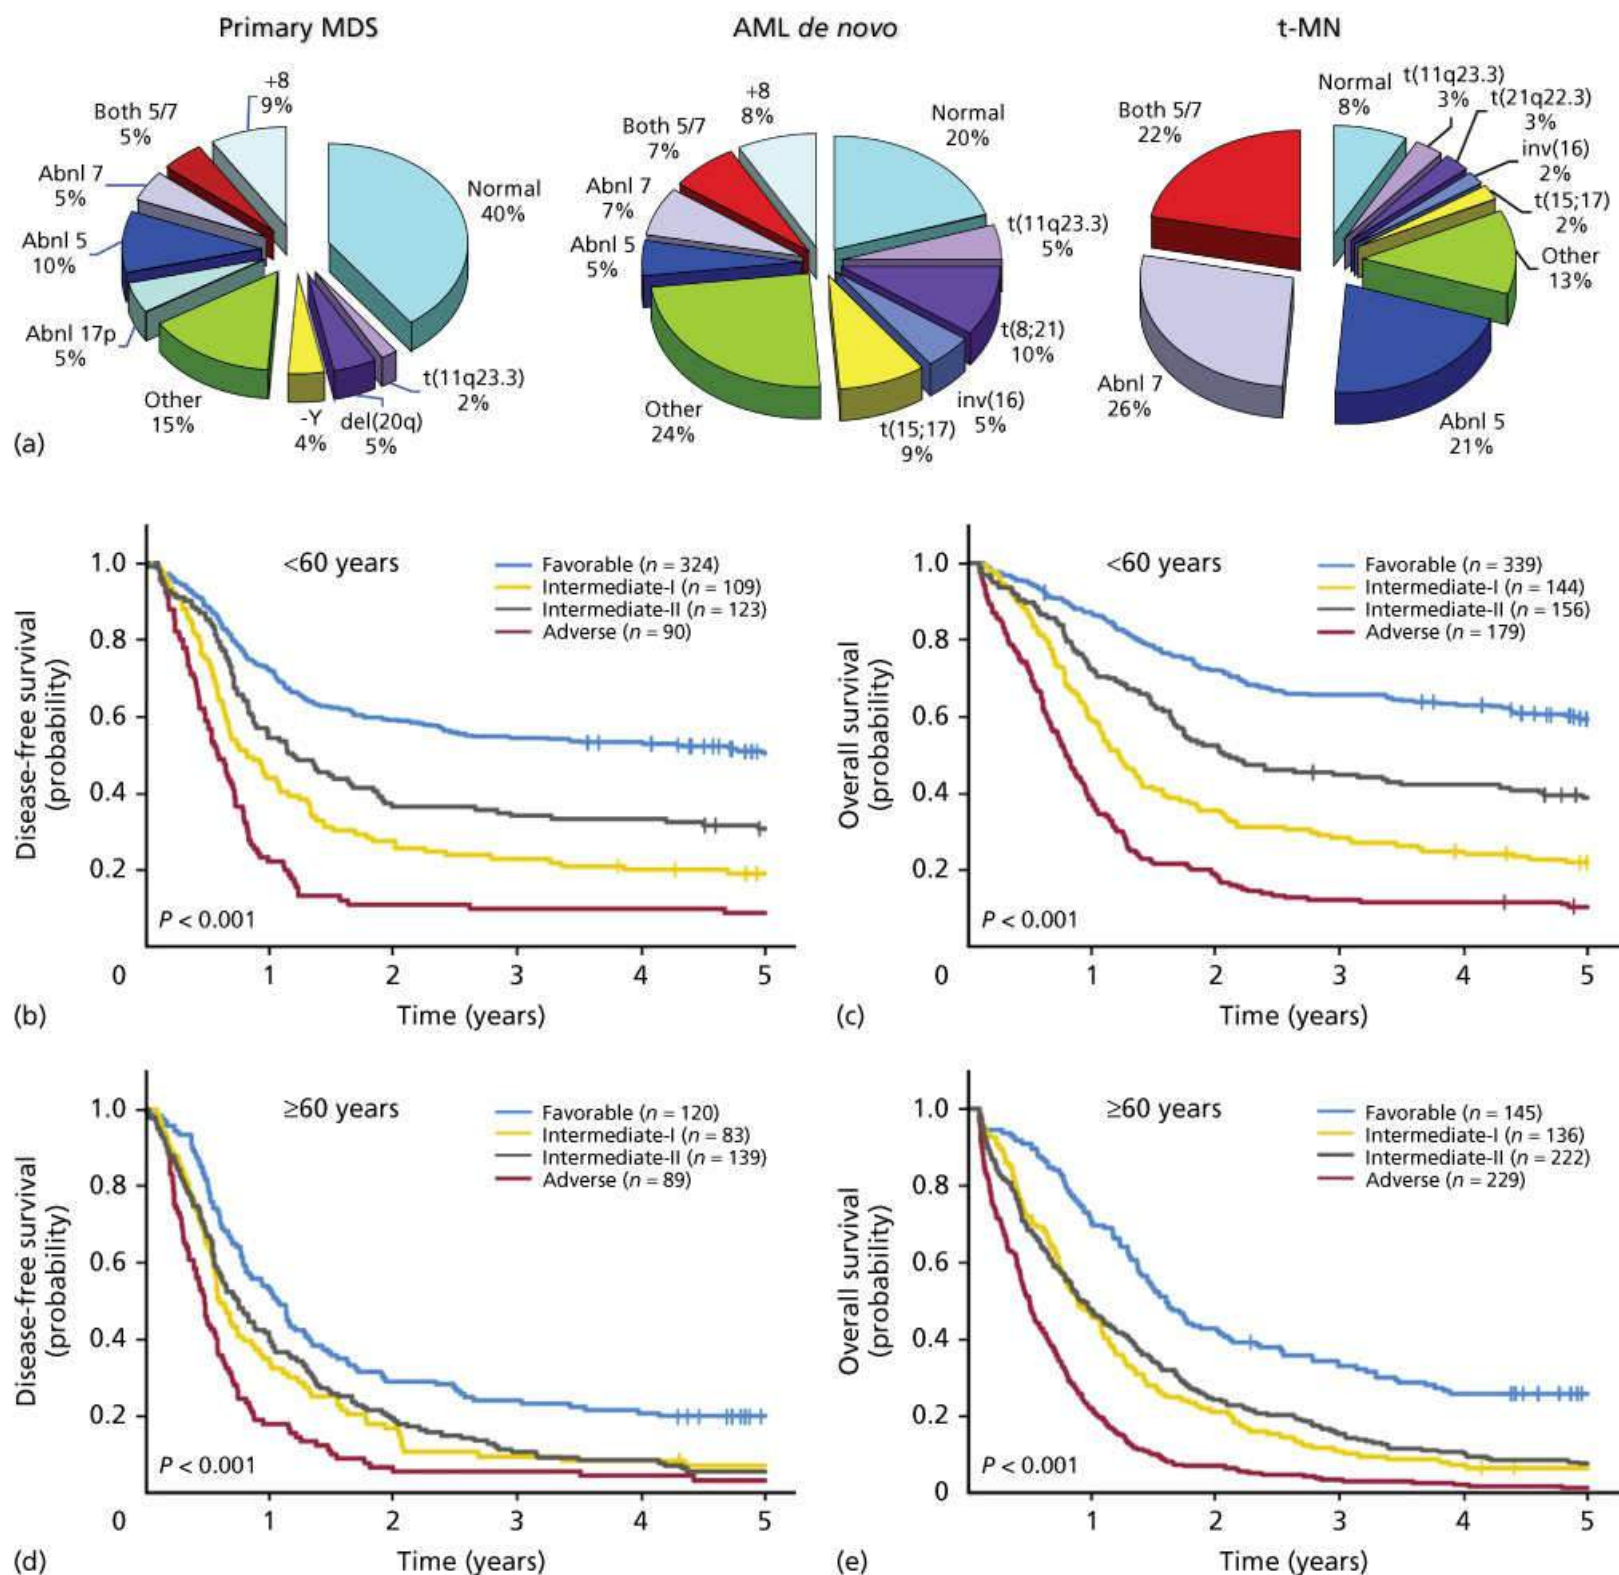 Primary MDS
AML de novo
t-MN
+8
9%
Both 5/7
5%
Abnl 7
5%
Abnl 5
10%
Abnl 17p
5%
Other
15%
-Y
4%
del(20q)
5%
t(11q23.3)
2%
Normal
40%
+8
8%
Both 5/7
7%
Abnl 7
7%
Abnl 5
5%
Other
24%
t(15;17)
9%
inv(16)
5%
t(8;21)
10%
t(11q23.3)
5%
Normal
20%
Both 5/7
22%
Normal
8%
t(11q23.3)
3%
t(21q22.3)
3%
inv(16)
2%
t(15;17)
2%
Other
13%
Abnl 5
21%
Abnl 7
26%
(a)
<60 years
Favorable (n = 324)
Intermediate-I (n = 109)
Intermediate-II (n = 123)
Adverse (n = 90)
Disease-free survival
(probability)
1.0
0.8
0.6
0.4
0.2
P < 0.001
0 1 2 3 4 5
Time (years)
(b)
<60 years
Favorable (n = 339)
Intermediate-I (n = 144)
Intermediate-II (n = 156)
Adverse (n = 179)
Overall survival
(probability)
1.0
0.8
0.6
0.4
0.2
P < 0.001
0 1 2 3 4 5
Time (years)
(c)
≥60 years
Favorable (n = 120)
Intermediate-I (n = 83)
Intermediate-II (n = 139)
Adverse (n = 89)
Disease-free survival
(probability)
1.0
0.8
0.6
0.4
0.2
P < 0.001
0 1 2 3 4 5
Time (years)
(d)
≥60 years
Favorable (n = 145)
Intermediate-I (n = 136)
Intermediate-II (n = 222)
Adverse (n = 229)
Overall survival
(probability)
1.0
0.8
0.6
0.4
0.2
0
P < 0.001
1 2 3 4 5
Time (years)
(e)